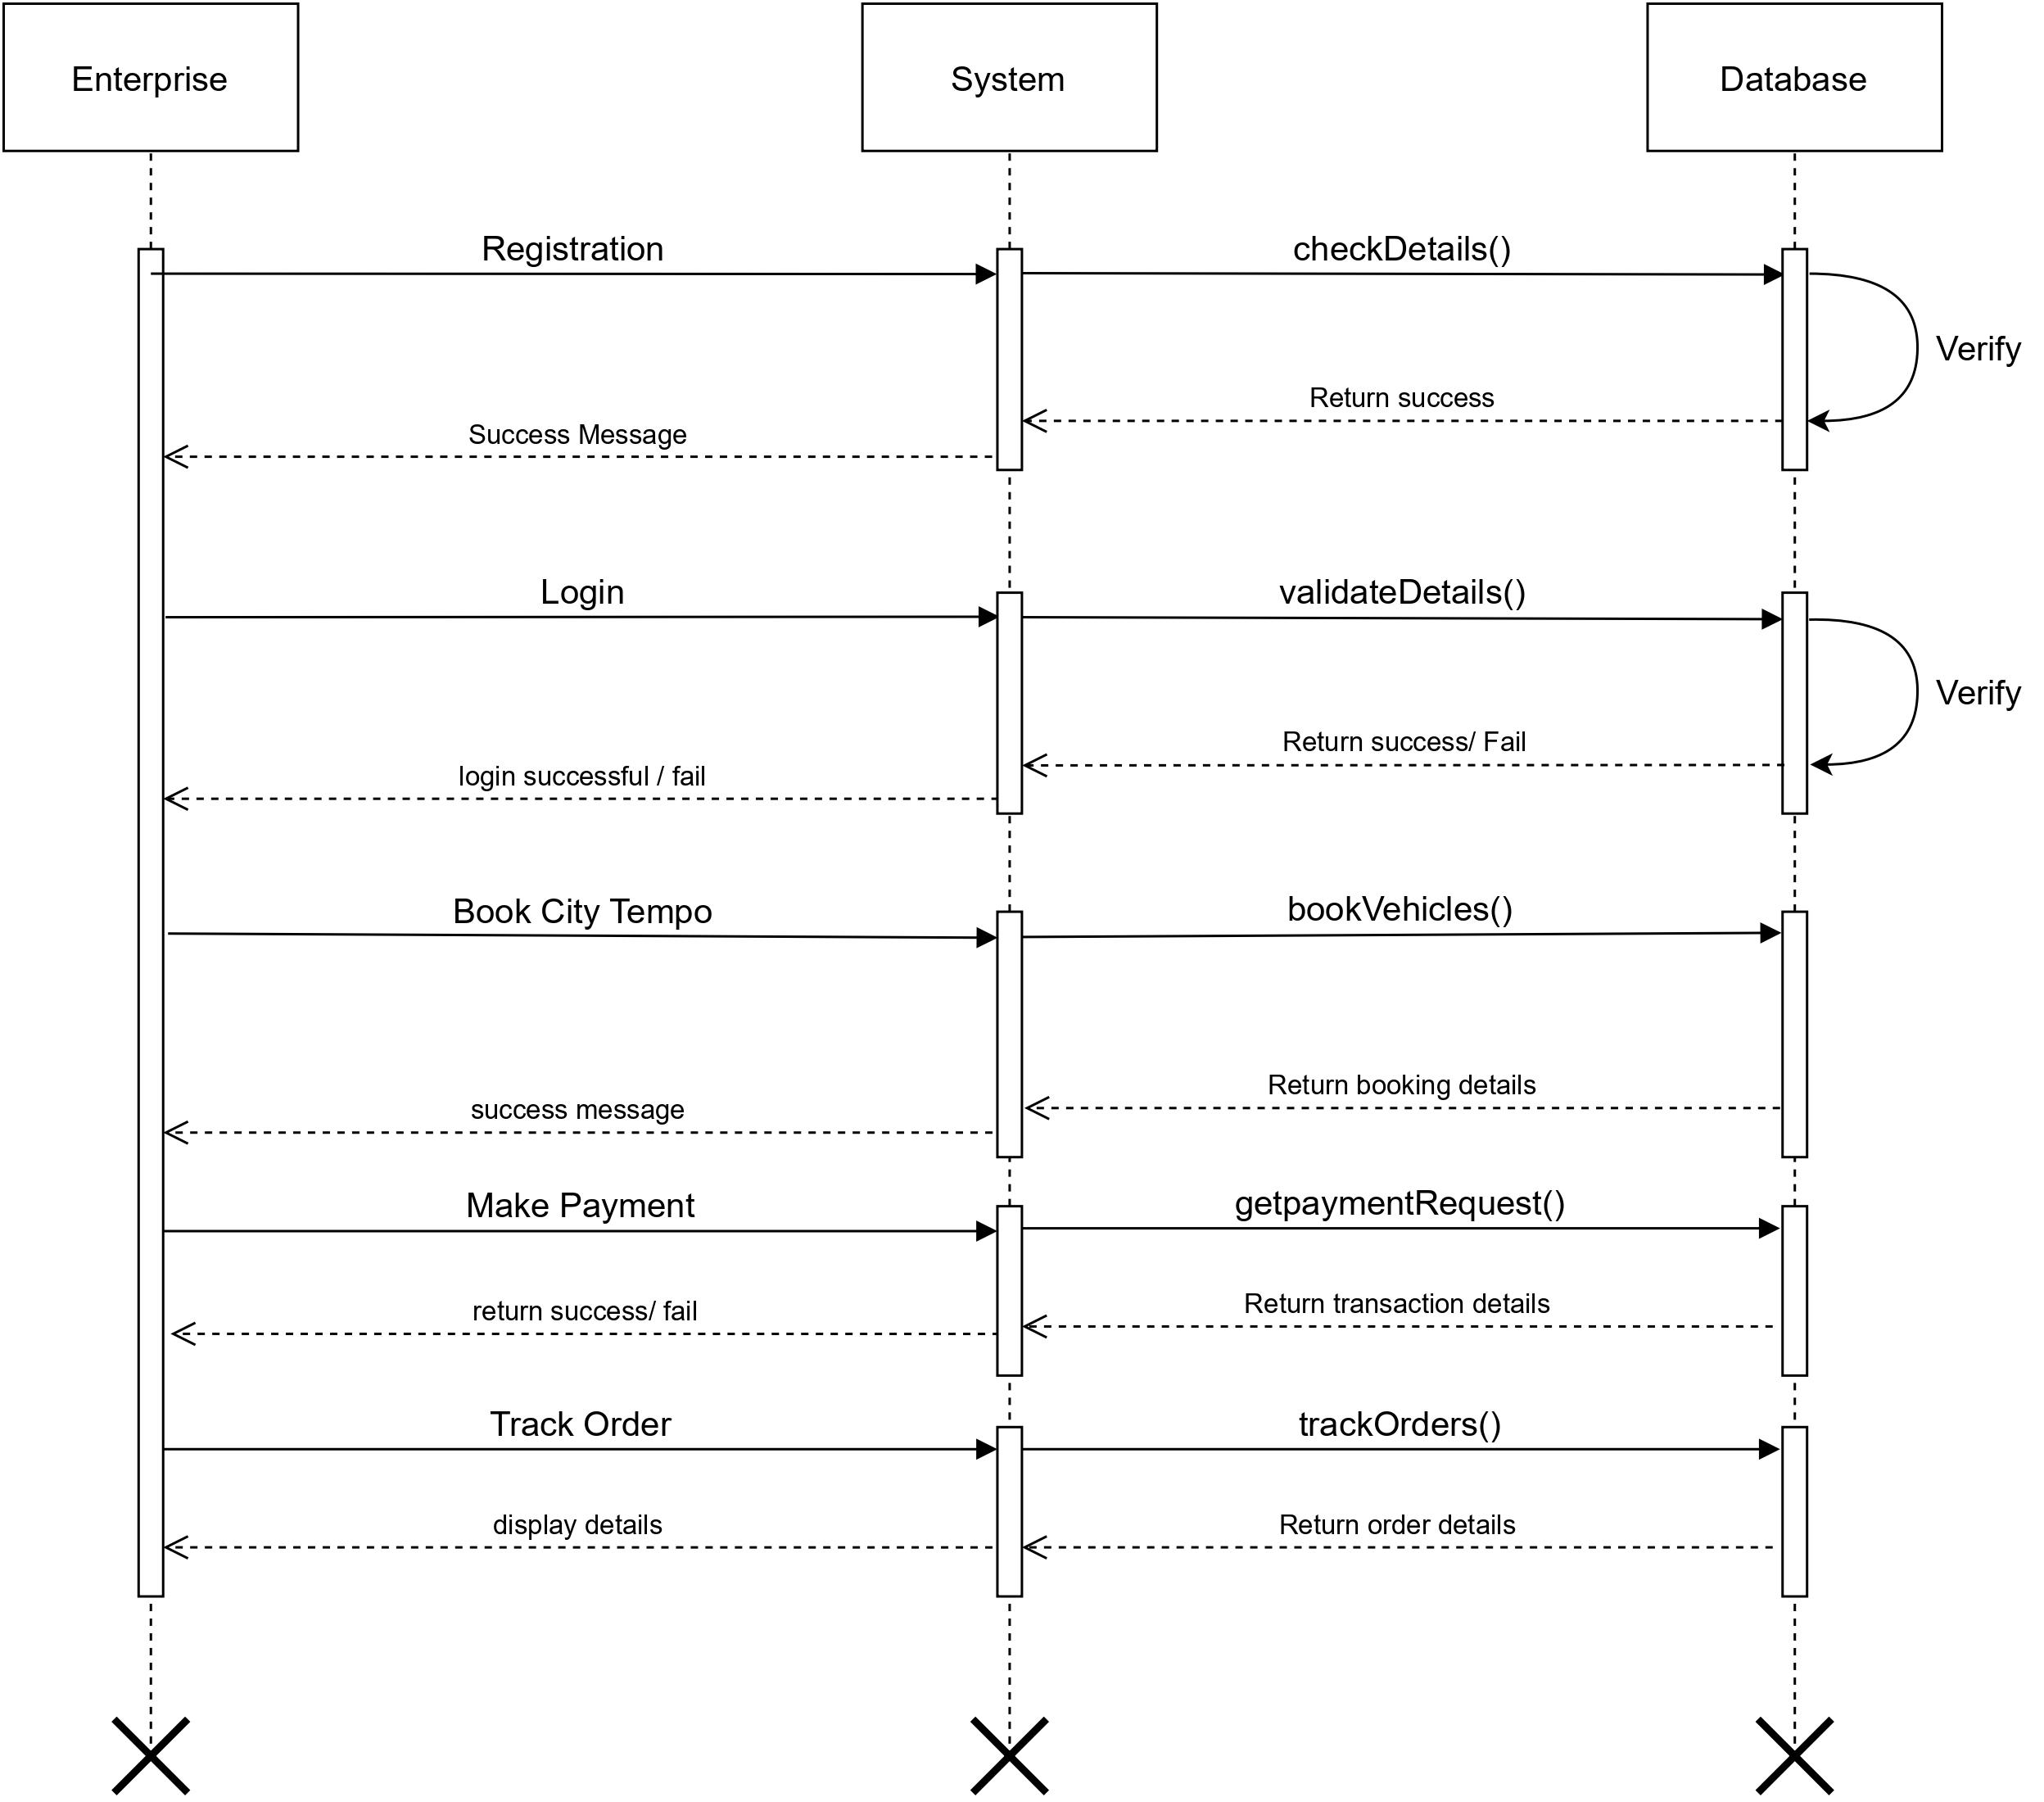 Enterprise
System
Database
Registration
checkDetails()
Verify
Return success
Success Message
Login
validateDetails()
Verify
Return success/ Fail
login successful / fail
Book City Tempo
bookVehicles()
Return booking details
success message
Make Payment
getpaymentRequest()
Return transaction details
return success/ fail
Track Order
trackOrders()
display details
Return order details